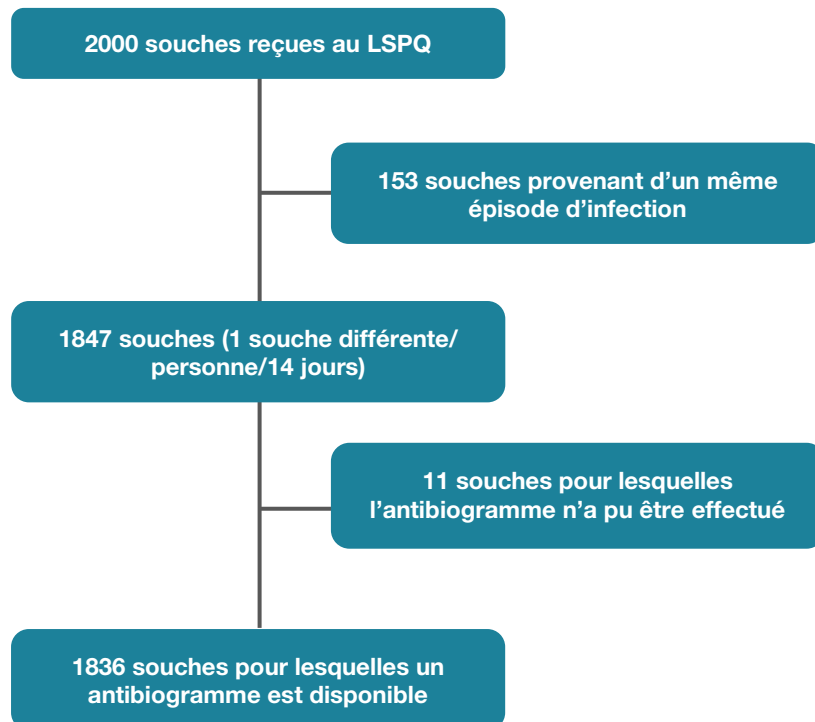 2000 souches reçues au LSPQ
153 souches provenant d’un même
épisode d’infection
1847 souches (1 souche différente/
personne/14 jours)
11 souches pour lesquelles
l’antibiogramme n’a pu être effectué
1836 souches pour lesquelles un
antibiogramme est disponible